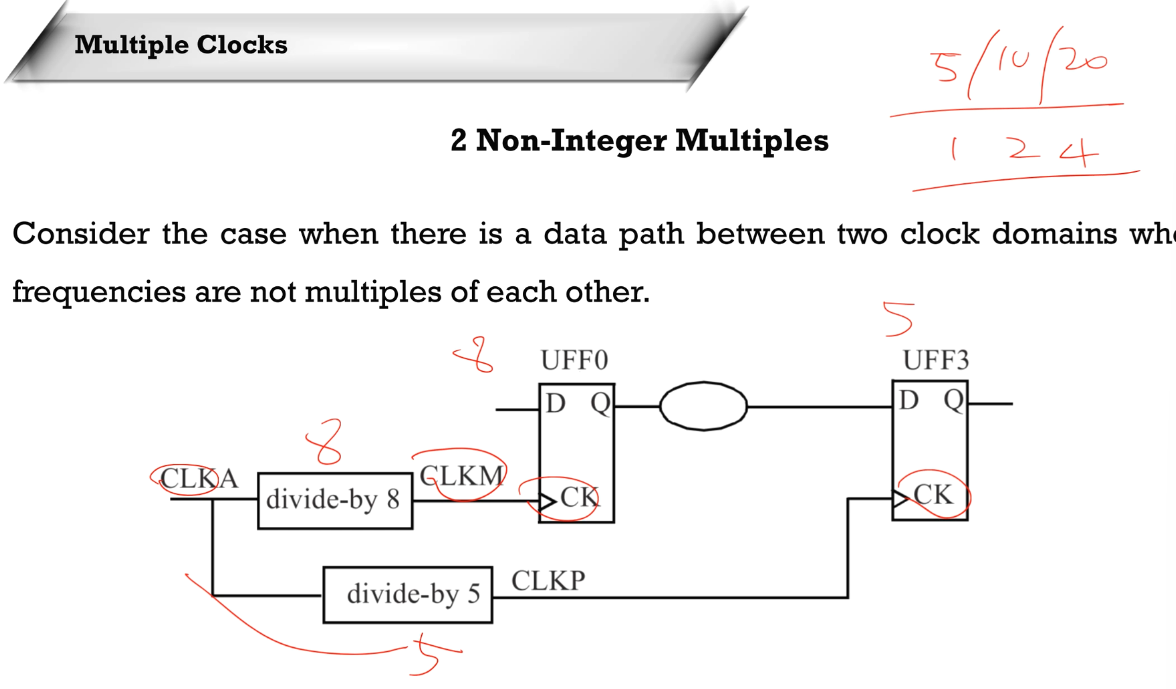 Multiple Clocks
5/10/20
1 2 4
2 Non-Integer Multiples
Consider the case when there is a data path between two clock domains
frequencies are not multiples of each other.
8
5
UFF0
UFF3
D Q
D Q
8
CLKA
CLKM
divide-by 8
CK
CK
CLKP
divide-by 5
5